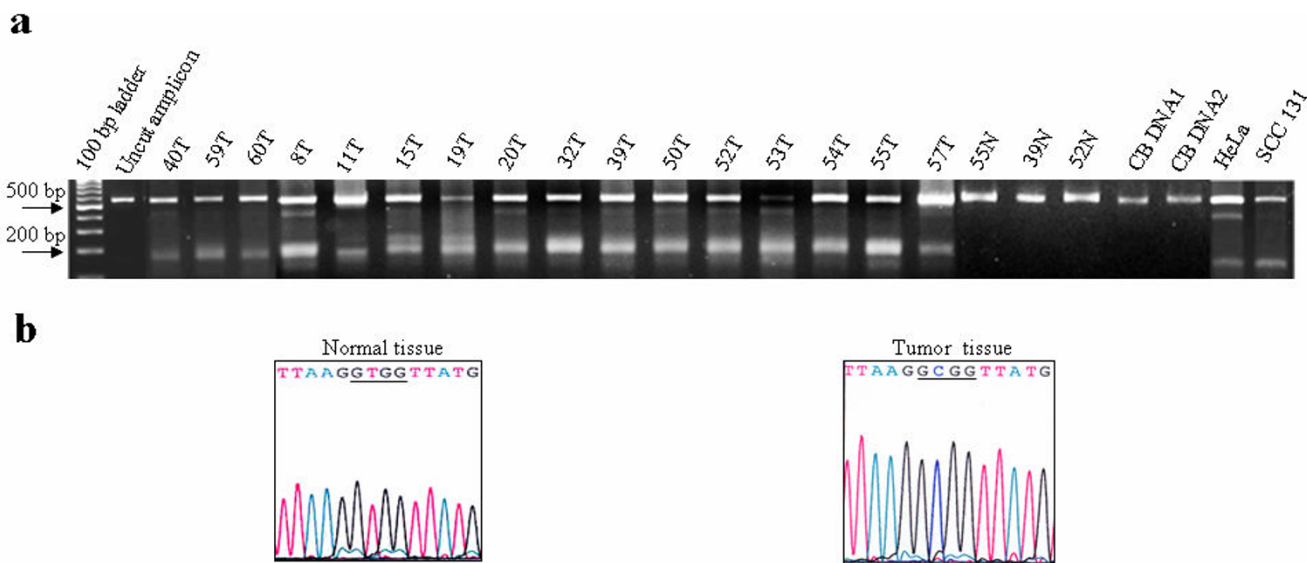 a
100 bp ladder
Uncut amplicon
40T
59T
60T
8T
11T
15T
19T
20T
32T
39T
50T
52T
53T
54T
55T
57T
55N
39N
52N
CB DNA1
CB DNA2
HeLa
SCC 131
500 bp
200 bp
b
Normal tissue
TTAAGGTGGTTATG
Tumor tissue
TTAAGGCGGTTATG